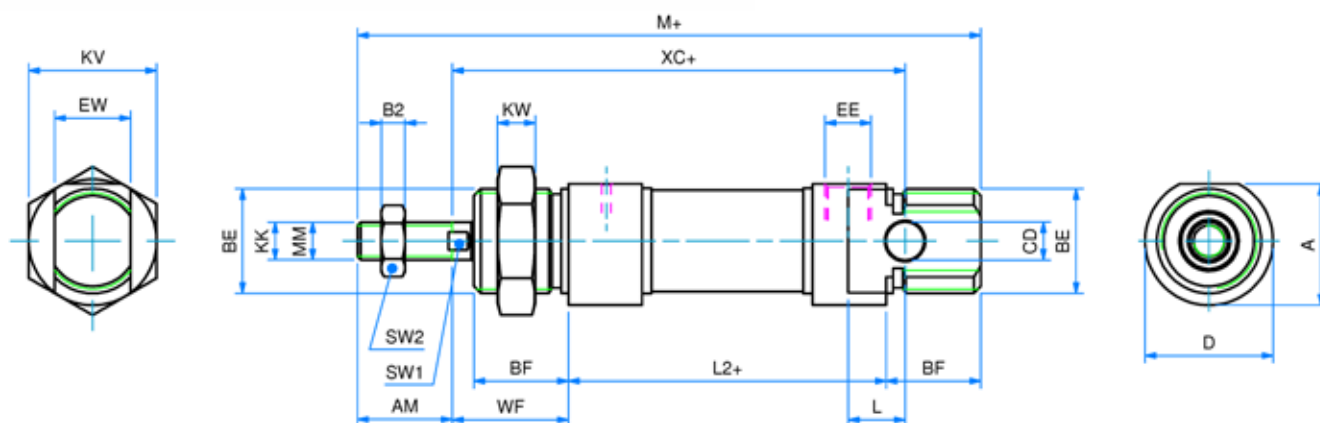 M+
KV
XC+
EW
B2
KW
EE
BE
KK
MM
CD
BE
A
SW2
SW1
BF
L2+
BF
D
AM
WF
L